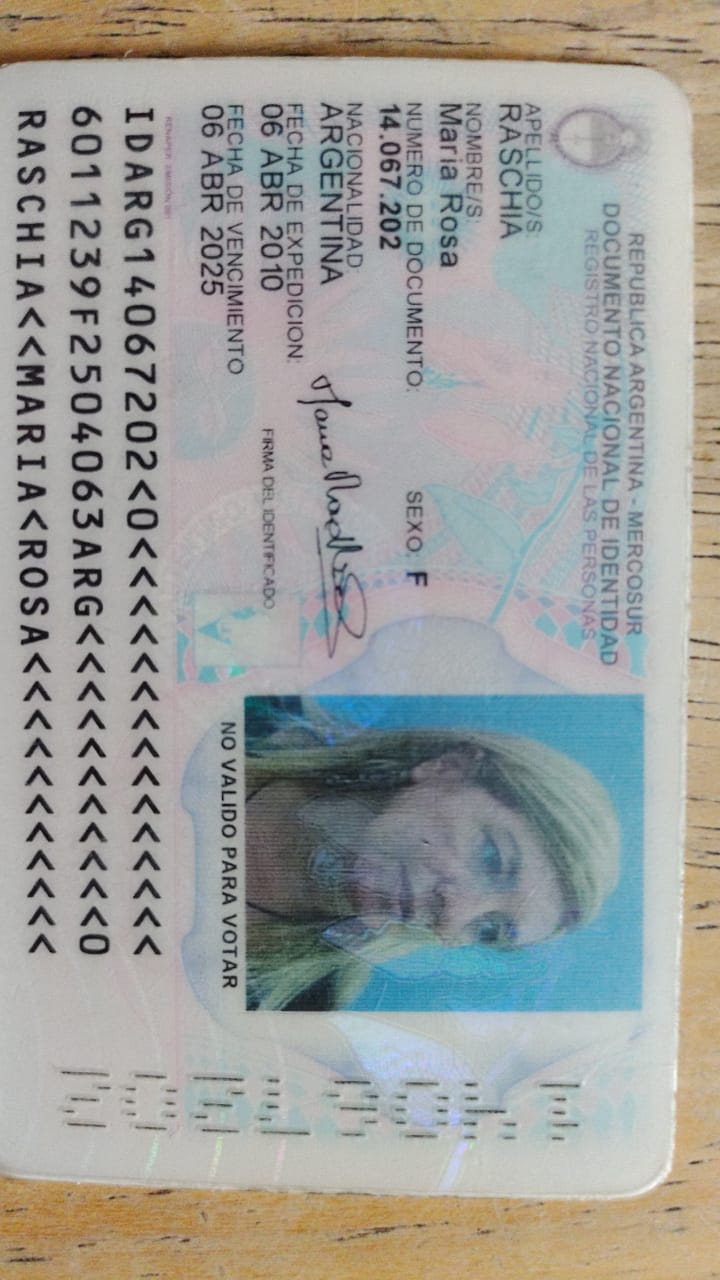 REPUBLICA ARGENTINA - MERCOSUR
DOCUMENTO NACIONAL DE IDENTIDAD
REGISTRO NACIONAL DE LAS PERSONAS
APELLIDO/S:
RASCHIA
NOMBRE/S:
Maria Rosa
NUMERO DE DOCUMENTO: SEXO: F
14.067.202
NACIONALIDAD:
ARGENTINA
FECHA DE EXPEDICION:
06 ABR 2010
FIRMA DEL IDENTIFICADO
FECHA DE VENCIMIENTO
06 ABR 2025
NO VALIDO PARA VOTAR
IDARG14067202<0<<<<<<<<<<<<<<<
6011239F2504063ARG<<<<<<<<<<<0
RASCHIA<<MARIA<ROSA<<<<<<<<<<<